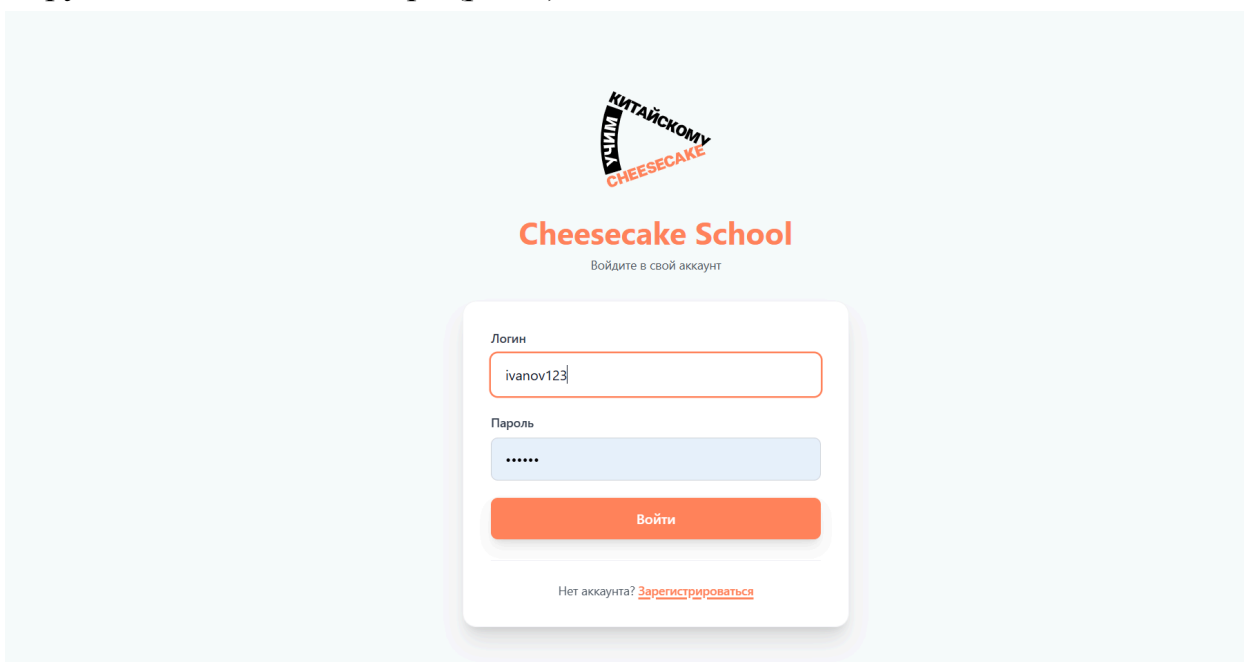 УЧИМ
КИТАЙСКОМУ
CHEESECAKE
Cheesecake School
Войдите в свой аккаунт
Логин
ivanov123
Пароль
••••••
Войти
Нет аккаунта? Зарегистрироваться